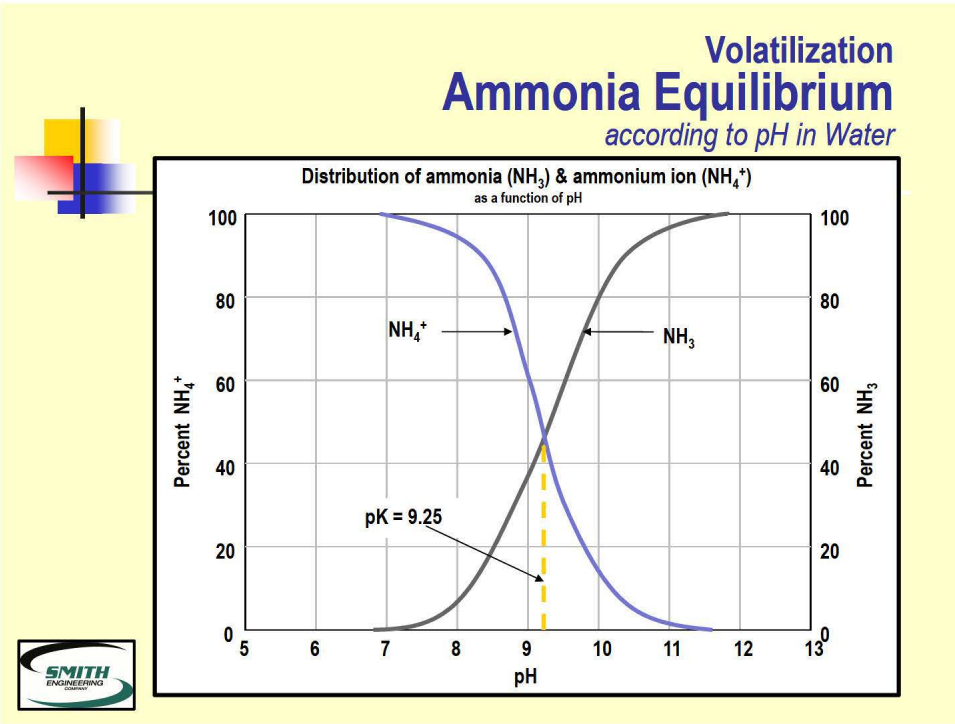 Volatilization
Ammonia Equilibrium
according to pH in Water
Distribution of ammonia (NH₃) & ammonium ion (NH₄⁺)
as a function of pH
100
80
60
40
20
0
Percent NH₄⁺
NH₄⁺
NH₃
pK = 9.25
100
80
60
40
20
0
Percent NH₃
5 6 7 8 9 10 11 12 13
pH
SMITH
ENGINEERING
COMPANY